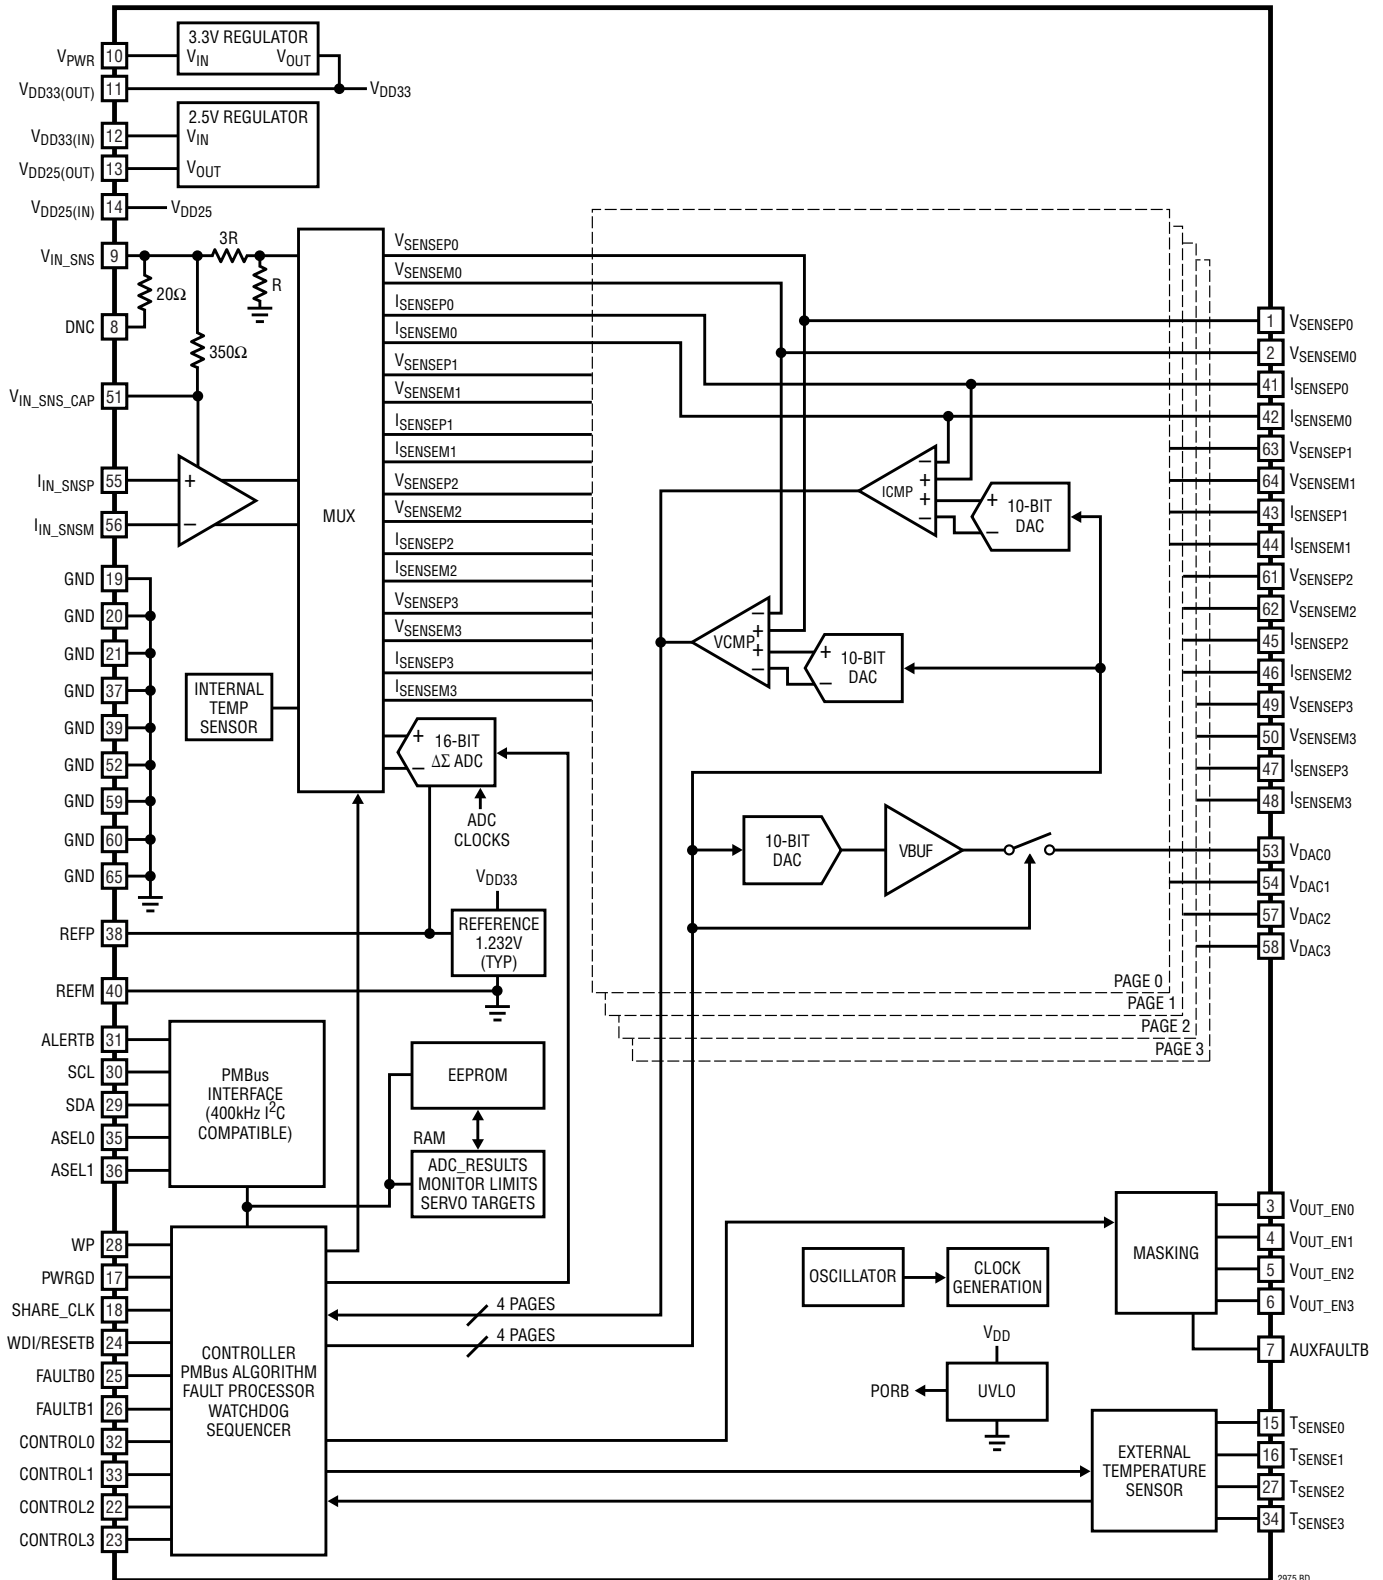 3.3V REGULATOR
VIN VOUT
VPWR 10
VDD33(OUT) 11
VDD33
2.5V REGULATOR
VIN
VDD33(IN) 12
VOUT
VDD25(OUT) 13
VDD25(IN) 14
VDD25
VIN_SNS 9
3R
R
20Ω
DNC 8
350Ω
VIN_SNS_CAP 51
IIN_SNSP 55
+
IIN_SNSM 56
–
MUX
GND 19
GND 20
GND 21
GND 37
GND 39
GND 52
GND 59
GND 60
GND 65
INTERNAL
TEMP
SENSOR
VSENSEP0
VSENSEM0
ISENSEP0
ISENSEM0
VSENSEP1
VSENSEM1
ISENSEP1
ISENSEM1
VSENSEP2
VSENSEM2
ISENSEP2
ISENSEM2
VSENSEP3
VSENSEM3
ISENSEP3
ISENSEM3
+
–
16-BIT
ΔΣ ADC
ADC
CLOCKS
VDD33
REFERENCE
1.232V
(TYP)
REFP 38
REFM 40
ICMP
–
+
+
–
+
–
10-BIT
DAC
VCMP
–
+
+
–
+
–
10-BIT
DAC
10-BIT
DAC
VBUF
PAGE 0
PAGE 1
PAGE 2
PAGE 3
1 VSENSEP0
2 VSENSEM0
41 ISENSEP0
42 ISENSEM0
63 VSENSEP1
64 VSENSEM1
43 ISENSEP1
44 ISENSEM1
61 VSENSEP2
62 VSENSEM2
45 ISENSEP2
46 ISENSEM2
49 VSENSEP3
50 VSENSEM3
47 ISENSEP3
48 ISENSEM3
53 VDAC0
54 VDAC1
57 VDAC2
58 VDAC3
ALERTB 31
SCL 30
SDA 29
ASEL0 35
ASEL1 36
PMBus
INTERFACE
(400kHz I2C
COMPATIBLE)
EEPROM
RAM
ADC_RESULTS
MONITOR LIMITS
SERVO TARGETS
WP 28
PWRGD 17
SHARE_CLK 18
WDI/RESETB 24
FAULTB0 25
FAULTB1 26
CONTROL0 32
CONTROL1 33
CONTROL2 22
CONTROL3 23
CONTROLLER
PMBus ALGORITHM
FAULT PROCESSOR
WATCHDOG
SEQUENCER
4 PAGES
4 PAGES
OSCILLATOR
CLOCK
GENERATION
VDD
PORB
UVLO
MASKING
3 VOUT_EN0
4 VOUT_EN1
5 VOUT_EN2
6 VOUT_EN3
7 AUXFAULTB
EXTERNAL
TEMPERATURE
SENSOR
15 TSENSE0
16 TSENSE1
27 TSENSE2
34 TSENSE3
2975 BD